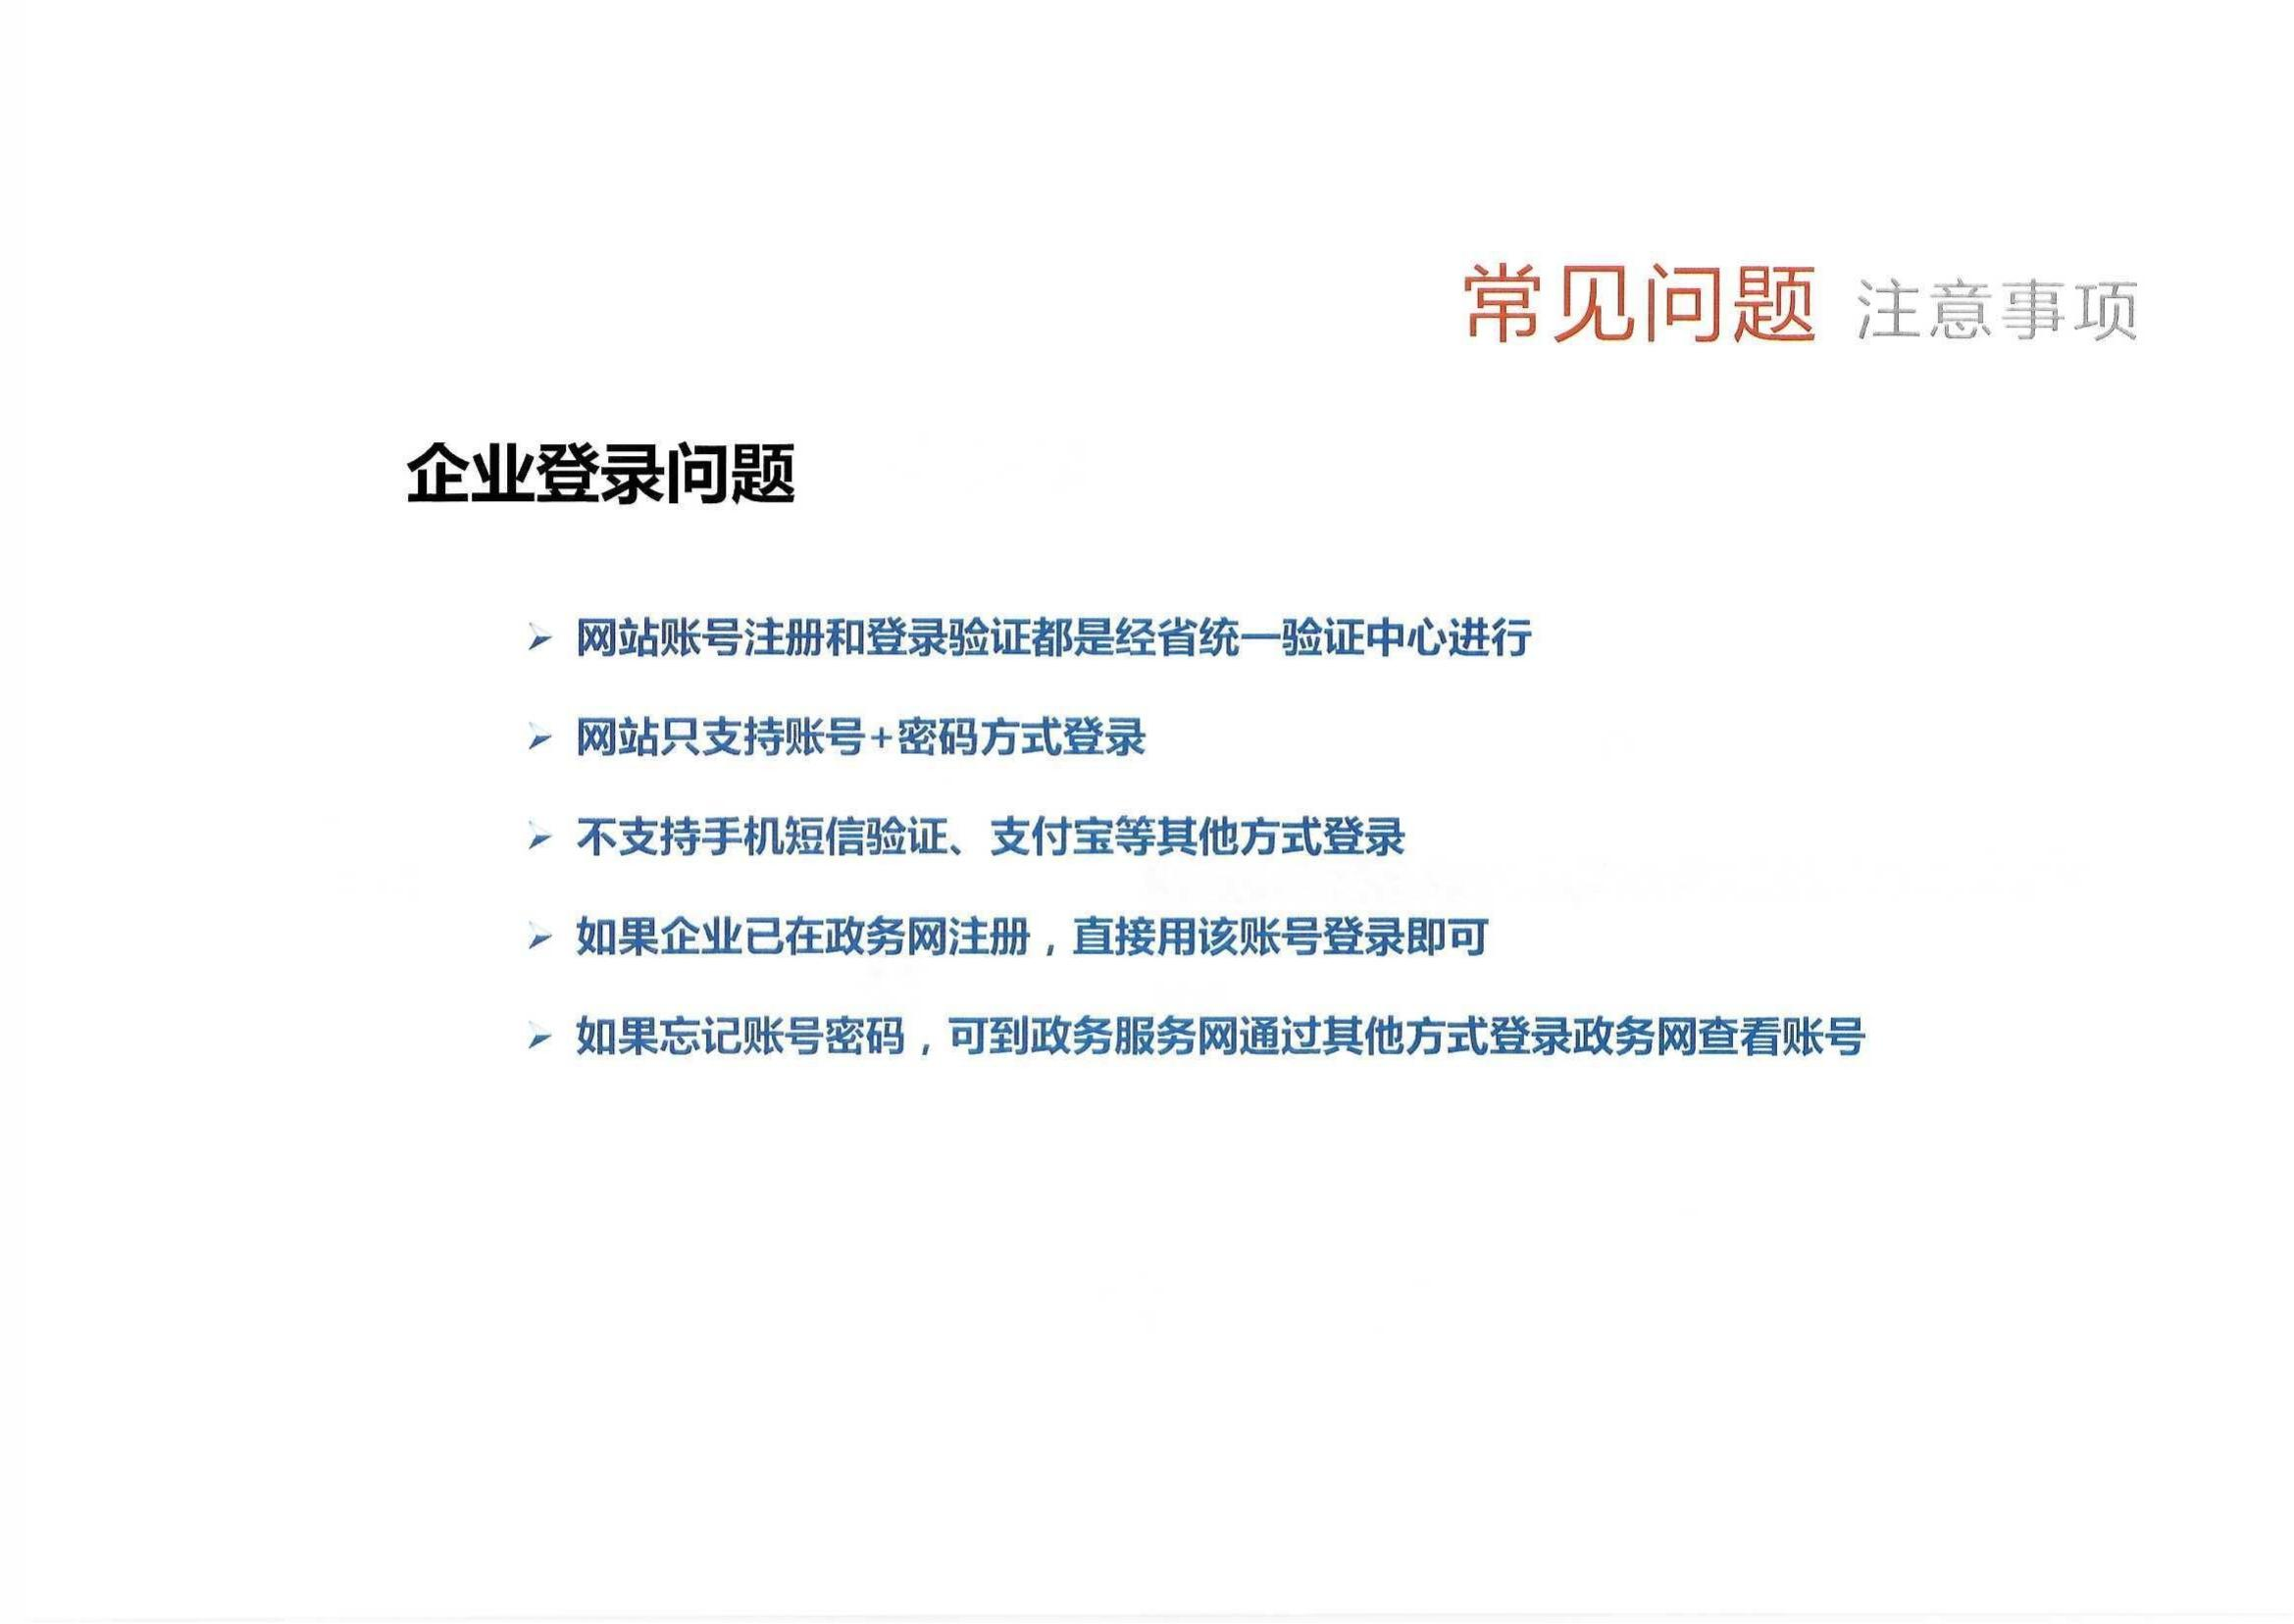 常见问题 注意事项
企业登录问题
➢ 网站账号注册和登录验证都是经省统一验证中心进行
➢ 网站只支持账号+密码方式登录
➢ 不支持手机短信验证、支付宝等其他方式登录
➢ 如果企业已在政务网注册，直接用该账号登录即可
➢ 如果忘记账号密码，可到政务服务网通过其他方式登录政务网查看账号